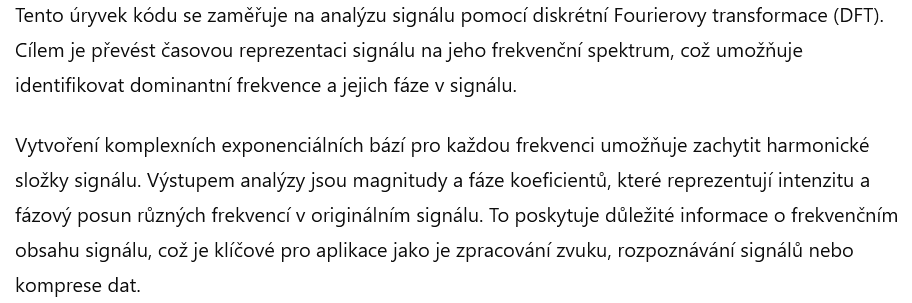 Tento úryvek kódu se zaměřuje na analýzu signálu pomocí diskrétní Fourierovy transformace (DFT).
Cílem je převést časovou reprezentaci signálu na jeho frekvenční spektrum, což umožňuje
identifikovat dominantní frekvence a jejich fáze v signálu.
Vytvoření komplexních exponenciálních bází pro každou frekvenci umožňuje zachytit harmonické
složky signálu. Výstupem analýzy jsou magnitudy a fáze koeficientů, které reprezentují intenzitu a
fázový posun různých frekvencí v originálním signálu. To poskytuje důležité informace o frekvenčním
obsahu signálu, což je klíčové pro aplikace jako je zpracování zvuku, rozpoznávání signálů nebo
komprese dat.